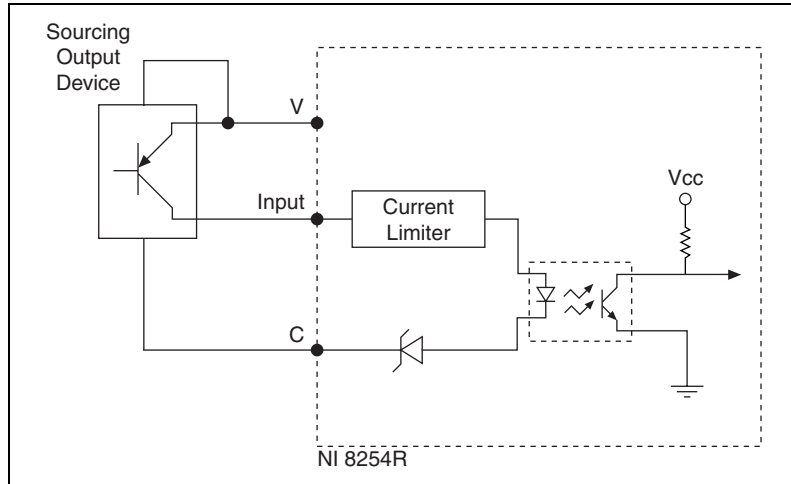 Sourcing
Output
Device
V
Input
Current
Limiter
Vcc
C
NI 8254R